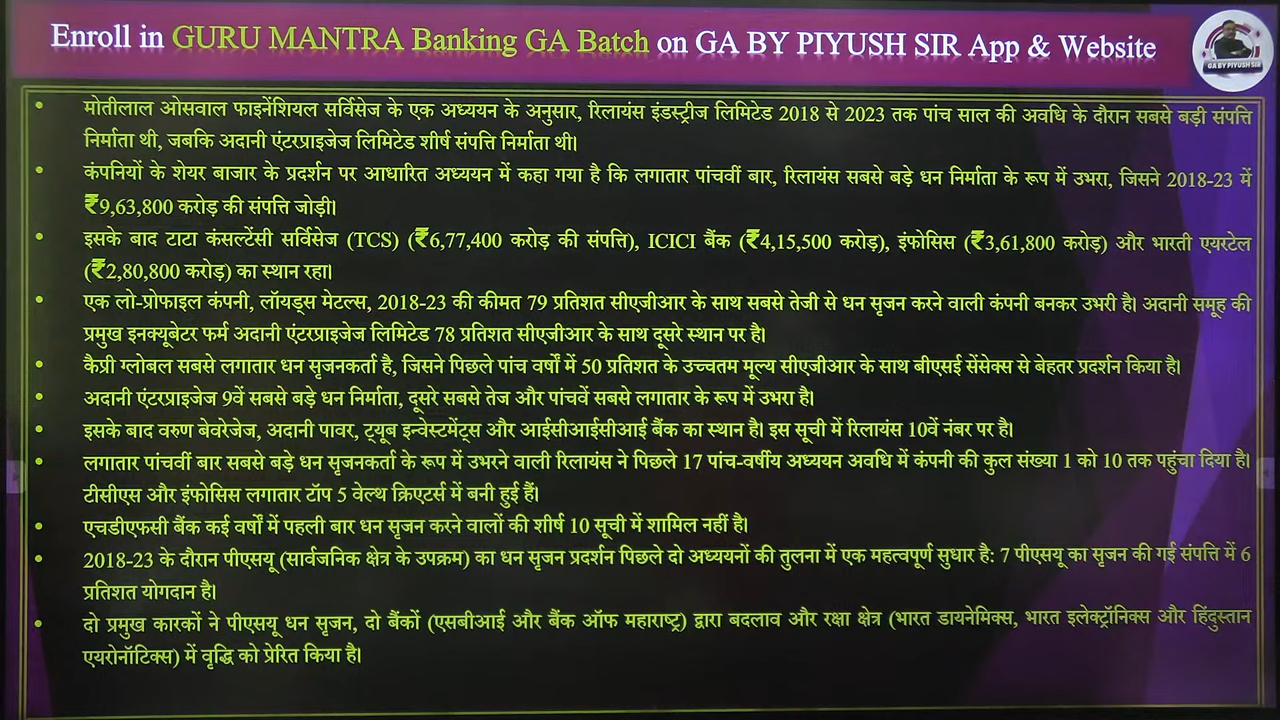 Enroll in GURU MANTRA Banking GA Batch on GA BY PIYUSH SIR App & Website
GA BY PIYUSH SIR
• मोतीलाल ओसवाल फाइनेंशियल सर्विसेज के एक अध्ययन के अनुसार, रिलायंस इंडस्ट्रीज लिमिटेड 2018 से 2023 तक पांच साल की अवधि के दौरान सबसे बड़ी संपत्ति
निर्माता थी, जबकि अदानी एंटरप्राइजेज लिमिटेड शीर्ष संपत्ति निर्माता थी।
• कंपनियों के शेयर बाजार के प्रदर्शन पर आधारित अध्ययन में कहा गया है कि लगातार पांचवीं बार, रिलायंस सबसे बड़े धन निर्माता के रूप में उभरा, जिसने 2018-23 में
₹9,63,800 करोड़ की संपत्ति जोड़ी।
• इसके बाद टाटा कंसल्टेंसी सर्विसेज (TCS) (₹6,77,400 करोड़ की संपत्ति), ICICI बैंक (₹4,15,500 करोड़), इंफोसिस (₹3,61,800 करोड़) और भारती एयरटेल
(₹2,80,800 करोड़) का स्थान रहा।
• एक लो-प्रोफाइल कंपनी, लॉयड्स मेटल्स, 2018-23 की कीमत 79 प्रतिशत सीएजीआर के साथ सबसे तेजी से धन सृजन करने वाली कंपनी बनकर उभरी है। अदानी समूह की
प्रमुख इनक्यूबेटर फर्म अदानी एंटरप्राइजेज लिमिटेड 78 प्रतिशत सीएजीआर के साथ दूसरे स्थान पर है।
• कैप्री ग्लोबल सबसे लगातार धन सृजनकर्ता है, जिसने पिछले पांच वर्षों में 50 प्रतिशत के उच्चतम मूल्य सीएजीआर के साथ बीएसई सेंसेक्स से बेहतर प्रदर्शन किया है।
• अदानी एंटरप्राइजेज 9वें सबसे बड़े धन निर्माता, दूसरे सबसे तेज और पांचवें सबसे लगातार के रूप में उभरा है।
• इसके बाद वरुण बेवरेजेज, अदानी पावर, ट्यूब इन्वेस्टमेंट्स और आईसीआईसीआई बैंक का स्थान है। इस सूची में रिलायंस 10वें नंबर पर है।
• लगातार पांचवीं बार सबसे बड़े धन सृजनकर्ता के रूप में उभरने वाली रिलायंस ने पिछले 17 पांच-वर्षीय अध्ययन अवधि में कंपनी की कुल संख्या 1 को 10 तक पहुंचा दिया है।
टीसीएस और इंफोसिस लगातार टॉप 5 वेल्थ क्रिएटर्स में बनी हुई हैं।
• एचडीएफसी बैंक कई वर्षों में पहली बार धन सृजन करने वालों की शीर्ष 10 सूची में शामिल नहीं है।
• 2018-23 के दौरान पीएसयू (सार्वजनिक क्षेत्र के उपक्रम) का धन सृजन प्रदर्शन पिछले दो अध्ययनों की तुलना में एक महत्वपूर्ण सुधार है: 7 पीएसयू का सृजन की गई संपत्ति में 6
प्रतिशत योगदान है।
• दो प्रमुख कारकों ने पीएसयू धन सृजन, दो बैंकों (एसबीआई और बैंक ऑफ महाराष्ट्र) द्वारा बदलाव और रक्षा क्षेत्र (भारत डायनेमिक्स, भारत इलेक्ट्रॉनिक्स और हिंदुस्तान
एयरोनॉटिक्स) में वृद्धि को प्रेरित किया है।